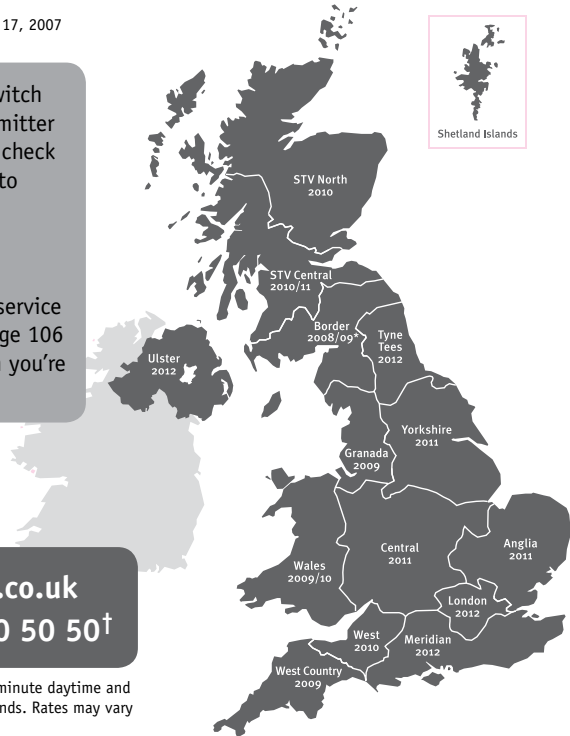 17, 2007
witch
mitter
check
to
service
ge 106
you're
.co.uk
0 50 50†
minute daytime and
nds. Rates may vary
Shetland Islands
STV North
2010
STV Central
2010/11
Border
2008/09*
Tyne
Tees
2012
Ulster
2012
Yorkshire
2011
Granada
2009
Wales
2009/10
Central
2011
Anglia
2011
London
2012
West
2010
Meridian
2012
West Country
2009